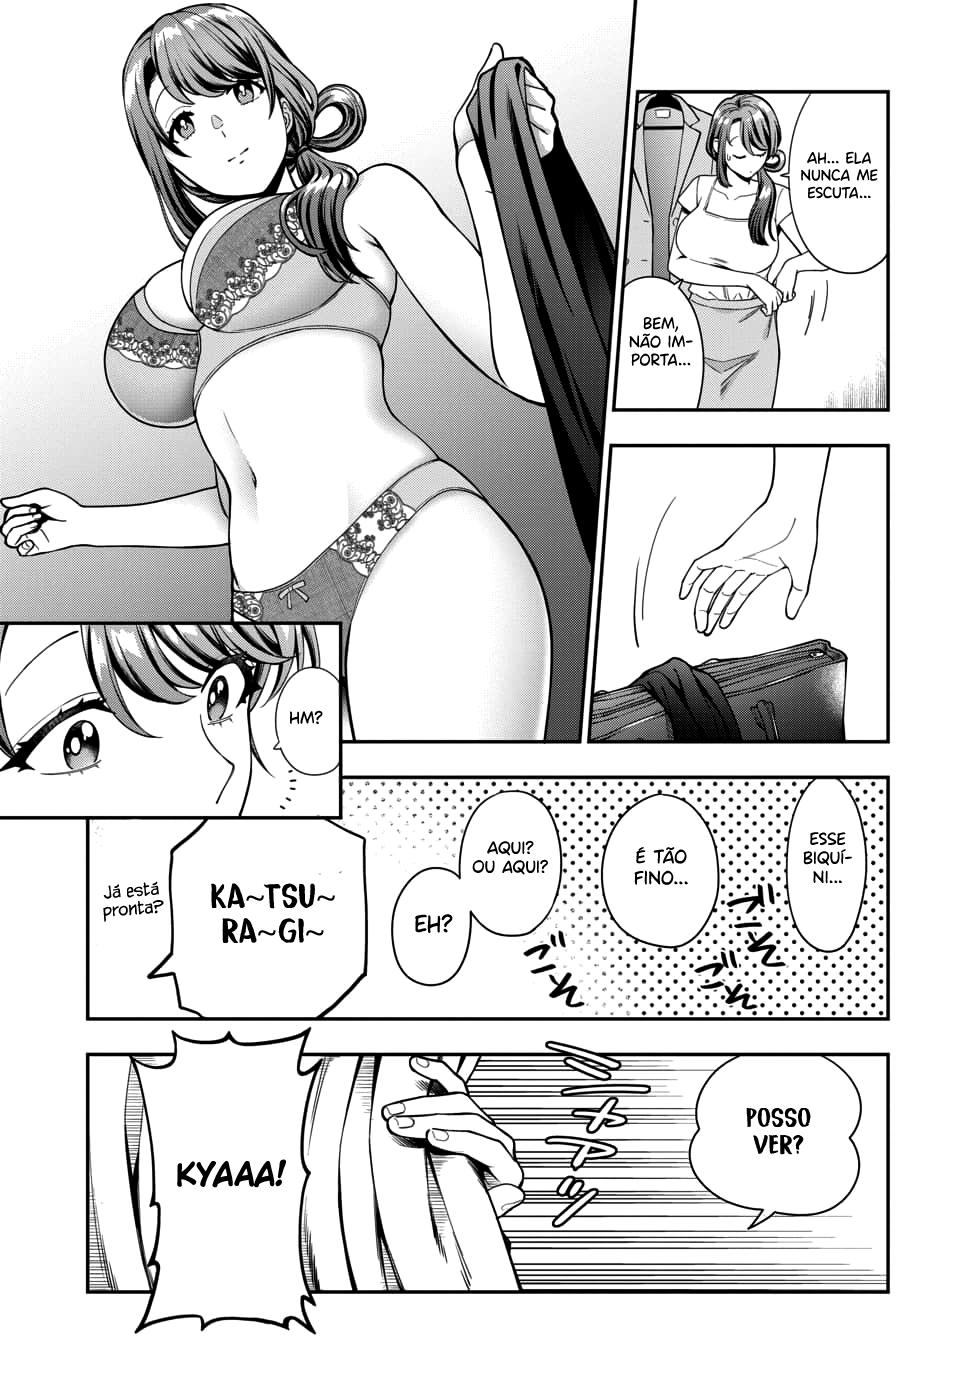 AH... ELA
NUNCA ME
ESCUTA...
BEM,
NÃO IM-
PORTA...
HM?
ESSE
BIQUÍ-
NI...
É TÃO
FINO...
AQUI?
OU AQUI?
EH?
KA~TSU~
RA~GI~
Já está
pronta?
POSSO
VER?
KYAAA!